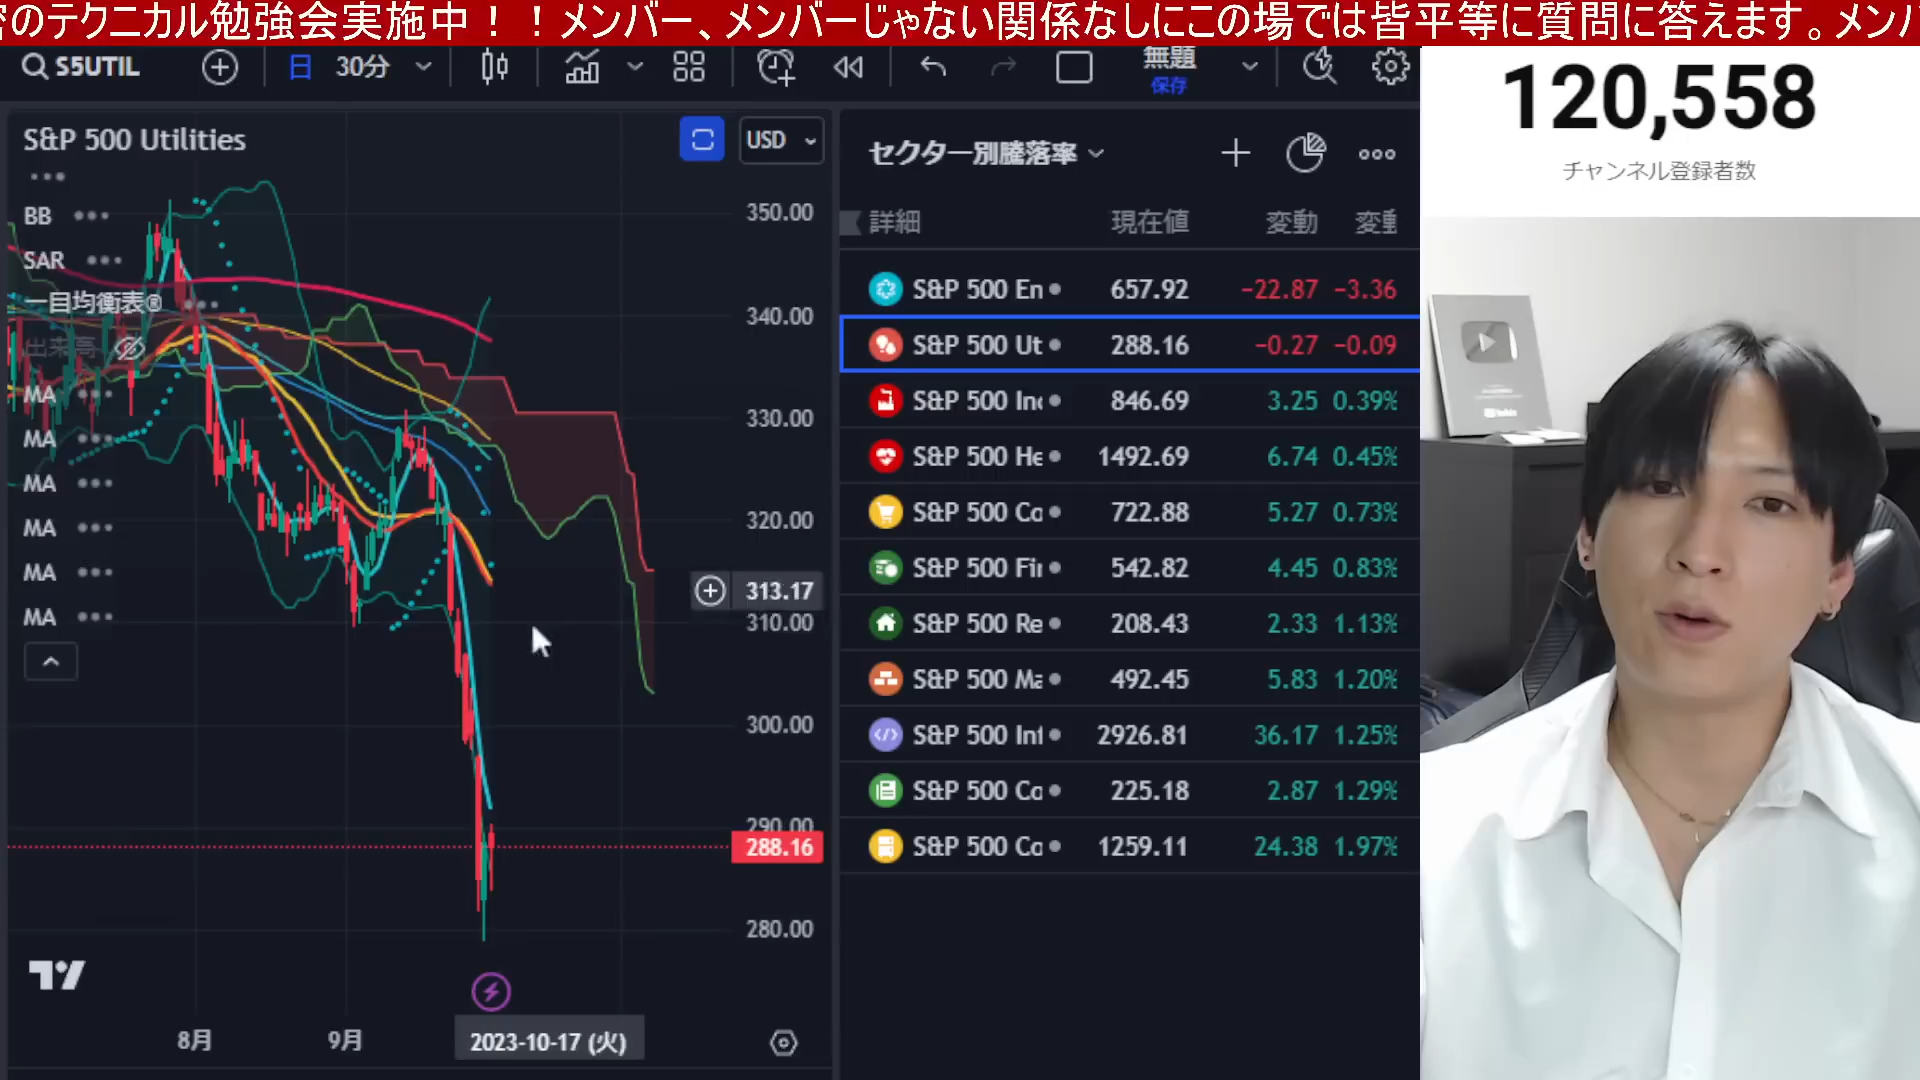 のテクニカル勉強会実施中！！メンバー、メンバーじゃない関係なしにこの場では皆平等に質問に答えます。メン
S5UTIL
日 30分
無題
保存
120,558
チャンネル登録者数
S&P 500 Utilities
USD
BB
SAR
一目均衡表®
出来高
MA
MA
MA
MA
MA
MA
350.00
340.00
330.00
320.00
313.17
310.00
300.00
290.00
288.16
280.00
8月 9月 2023-10-17 (火)
セクター別騰落率
詳細 現在値 変動 変動
S&P 500 En 657.92 −22.87 −3.36
S&P 500 Ut 288.16 −0.27 −0.09
S&P 500 Inc 846.69 3.25 0.39%
S&P 500 He 1492.69 6.74 0.45%
S&P 500 Co 722.88 5.27 0.73%
S&P 500 Fin 542.82 4.45 0.83%
S&P 500 Re 208.43 2.33 1.13%
S&P 500 Ma 492.45 5.83 1.20%
S&P 500 Inf 2926.81 36.17 1.25%
S&P 500 Co 225.18 2.87 1.29%
S&P 500 Co 1259.11 24.38 1.97%